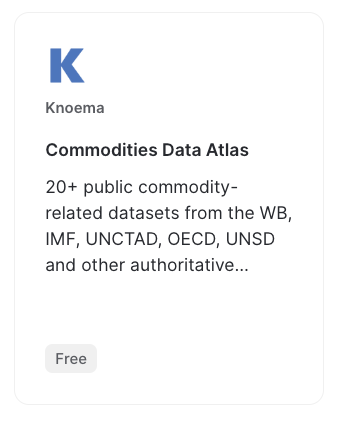 K
Knoema
Commodities Data Atlas
20+ public commodity-
related datasets from the WB,
IMF, UNCTAD, OECD, UNSD
and other authoritative...
Free